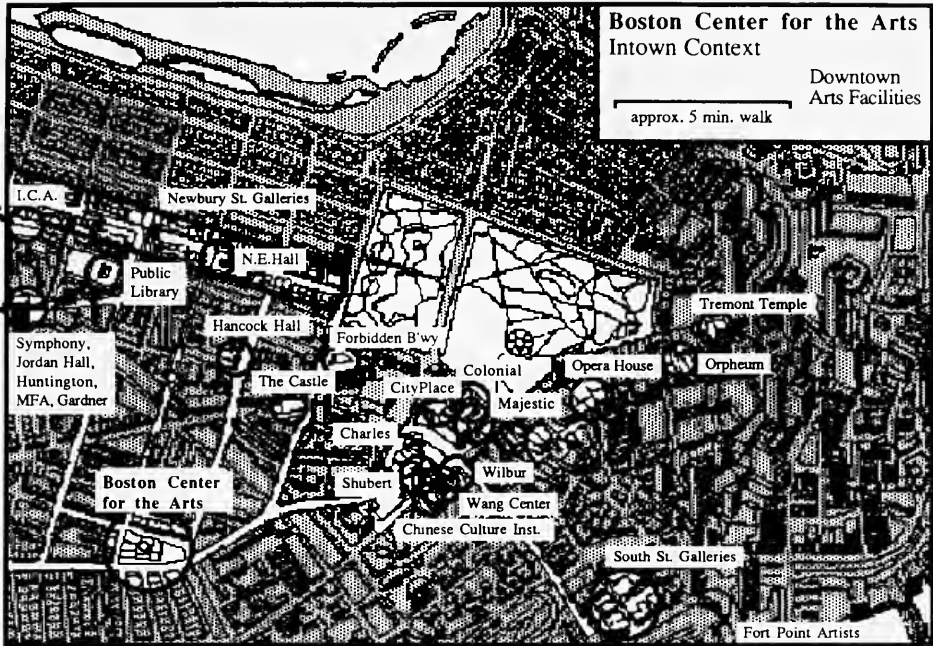 Boston Center for the Arts
Intown Context
Downtown
Arts Facilities
approx. 5 min. walk
I.C.A.
Newbury St. Galleries
N.E.Hall
Public
Library
Tremont Temple
Hancock Hall
Forbidden B'wy
Symphony,
Jordan Hall,
Huntington,
MFA, Gardner
Colonial
Opera House
Orpheum
The Castle
CityPlace
Majestic
Charles
Boston Center
for the Arts
Shubert
Wilbur
Wang Center
Chinese Culture Inst.
South St. Galleries
Fort Point Artists